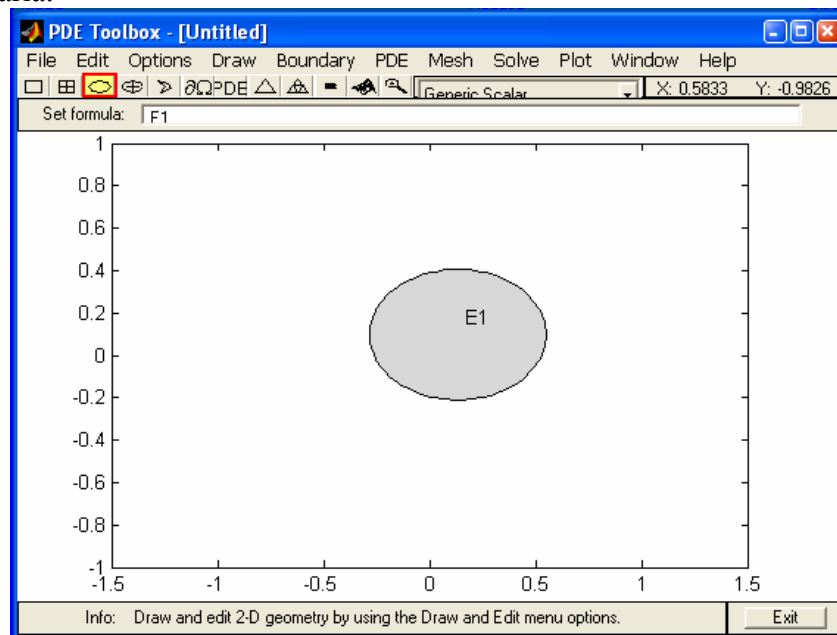 PDE Toolbox - [Untitled]
File Edit Options Draw Boundary PDE Mesh Solve Plot Window Help
∂Ω PDE Generic Scalar X: 0.5833 Y: -0.9826
Set formula: E1
1
0.8
0.6
0.4
0.2
0
-0.2
-0.4
-0.6
-0.8
-1
E1
-1.5 -1 -0.5 0 0.5 1 1.5
Info: Draw and edit 2-D geometry by using the Draw and Edit menu options. Exit